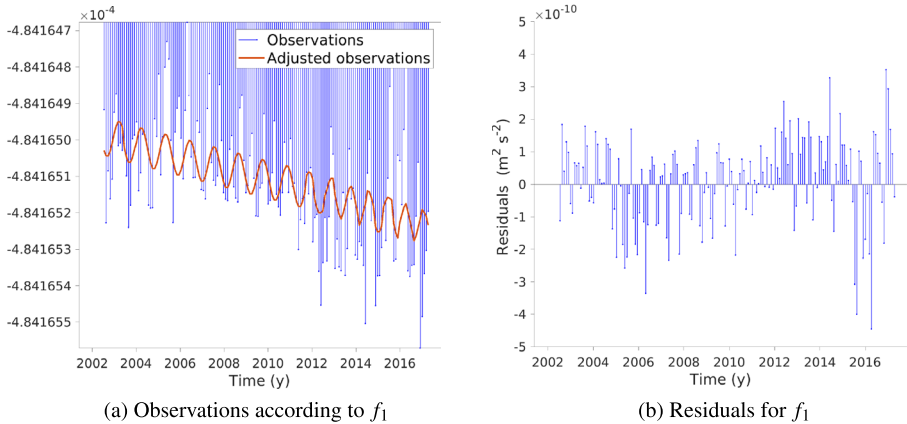 ×10⁻⁴
-4.841647
-4.841648
-4.841649
-4.841650
-4.841651
-4.841652
-4.841653
-4.841654
-4.841655
Observations
Adjusted observations
2002 2004 2006 2008 2010 2012 2014 2016
Time (y)
(a) Observations according to f₁
×10⁻¹⁰
5
4
3
2
1
0
-1
-2
-3
-4
-5
Residuals (m² s⁻²)
2002 2004 2006 2008 2010 2012 2014 2016
Time (y)
(b) Residuals for f₁